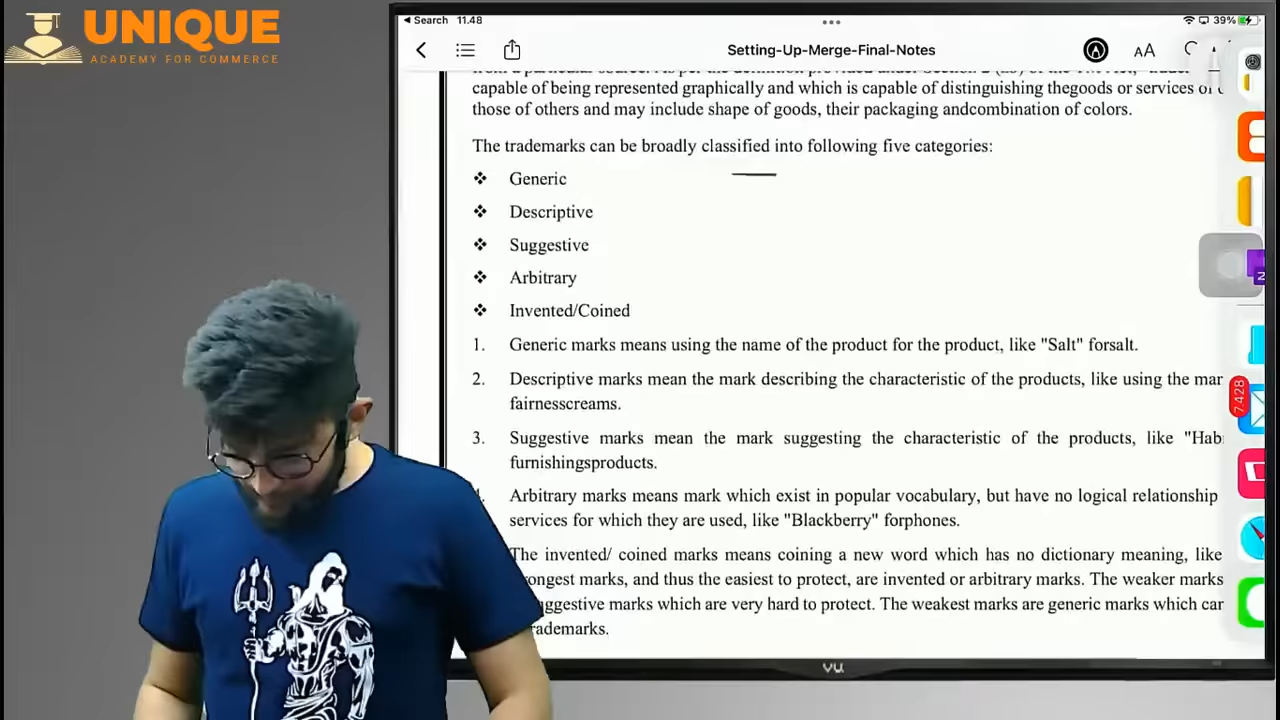 UNIQUE
ACADEMY FOR COMMERCE
Search 11.48
39%
Setting-Up-Merge-Final-Notes
AA
capable of being represented graphically and which is capable of distinguishing thegoods or services of
those of others and may include shape of goods, their packaging andcombination of colors.
The trademarks can be broadly classified into following five categories:
❖ Generic
❖ Descriptive
❖ Suggestive
❖ Arbitrary
❖ Invented/Coined
1. Generic marks means using the name of the product for the product, like "Salt" forsalt.
2. Descriptive marks mean the mark describing the characteristic of the products, like using the mar
fairnesscreams.
3. Suggestive marks mean the mark suggesting the characteristic of the products, like "Hab
furnishingsproducts.
Arbitrary marks means mark which exist in popular vocabulary, but have no logical relationship
services for which they are used, like "Blackberry" forphones.
The invented/ coined marks means coining a new word which has no dictionary meaning, like
ongest marks, and thus the easiest to protect, are invented or arbitrary marks. The weaker marks
uggestive marks which are very hard to protect. The weakest marks are generic marks which can
rademarks.
7.428
N
VU